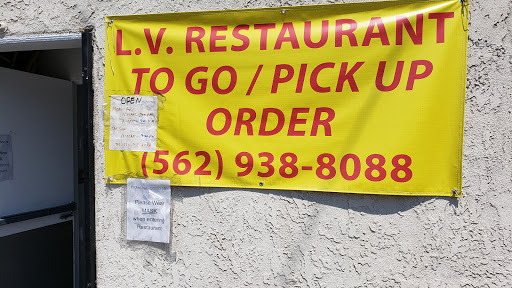 L.V. RESTAURANT
TO GO / PICK UP
ORDER
(562) 938-8088
OPEN
Please Wear
MASK
when entering
Restaurant